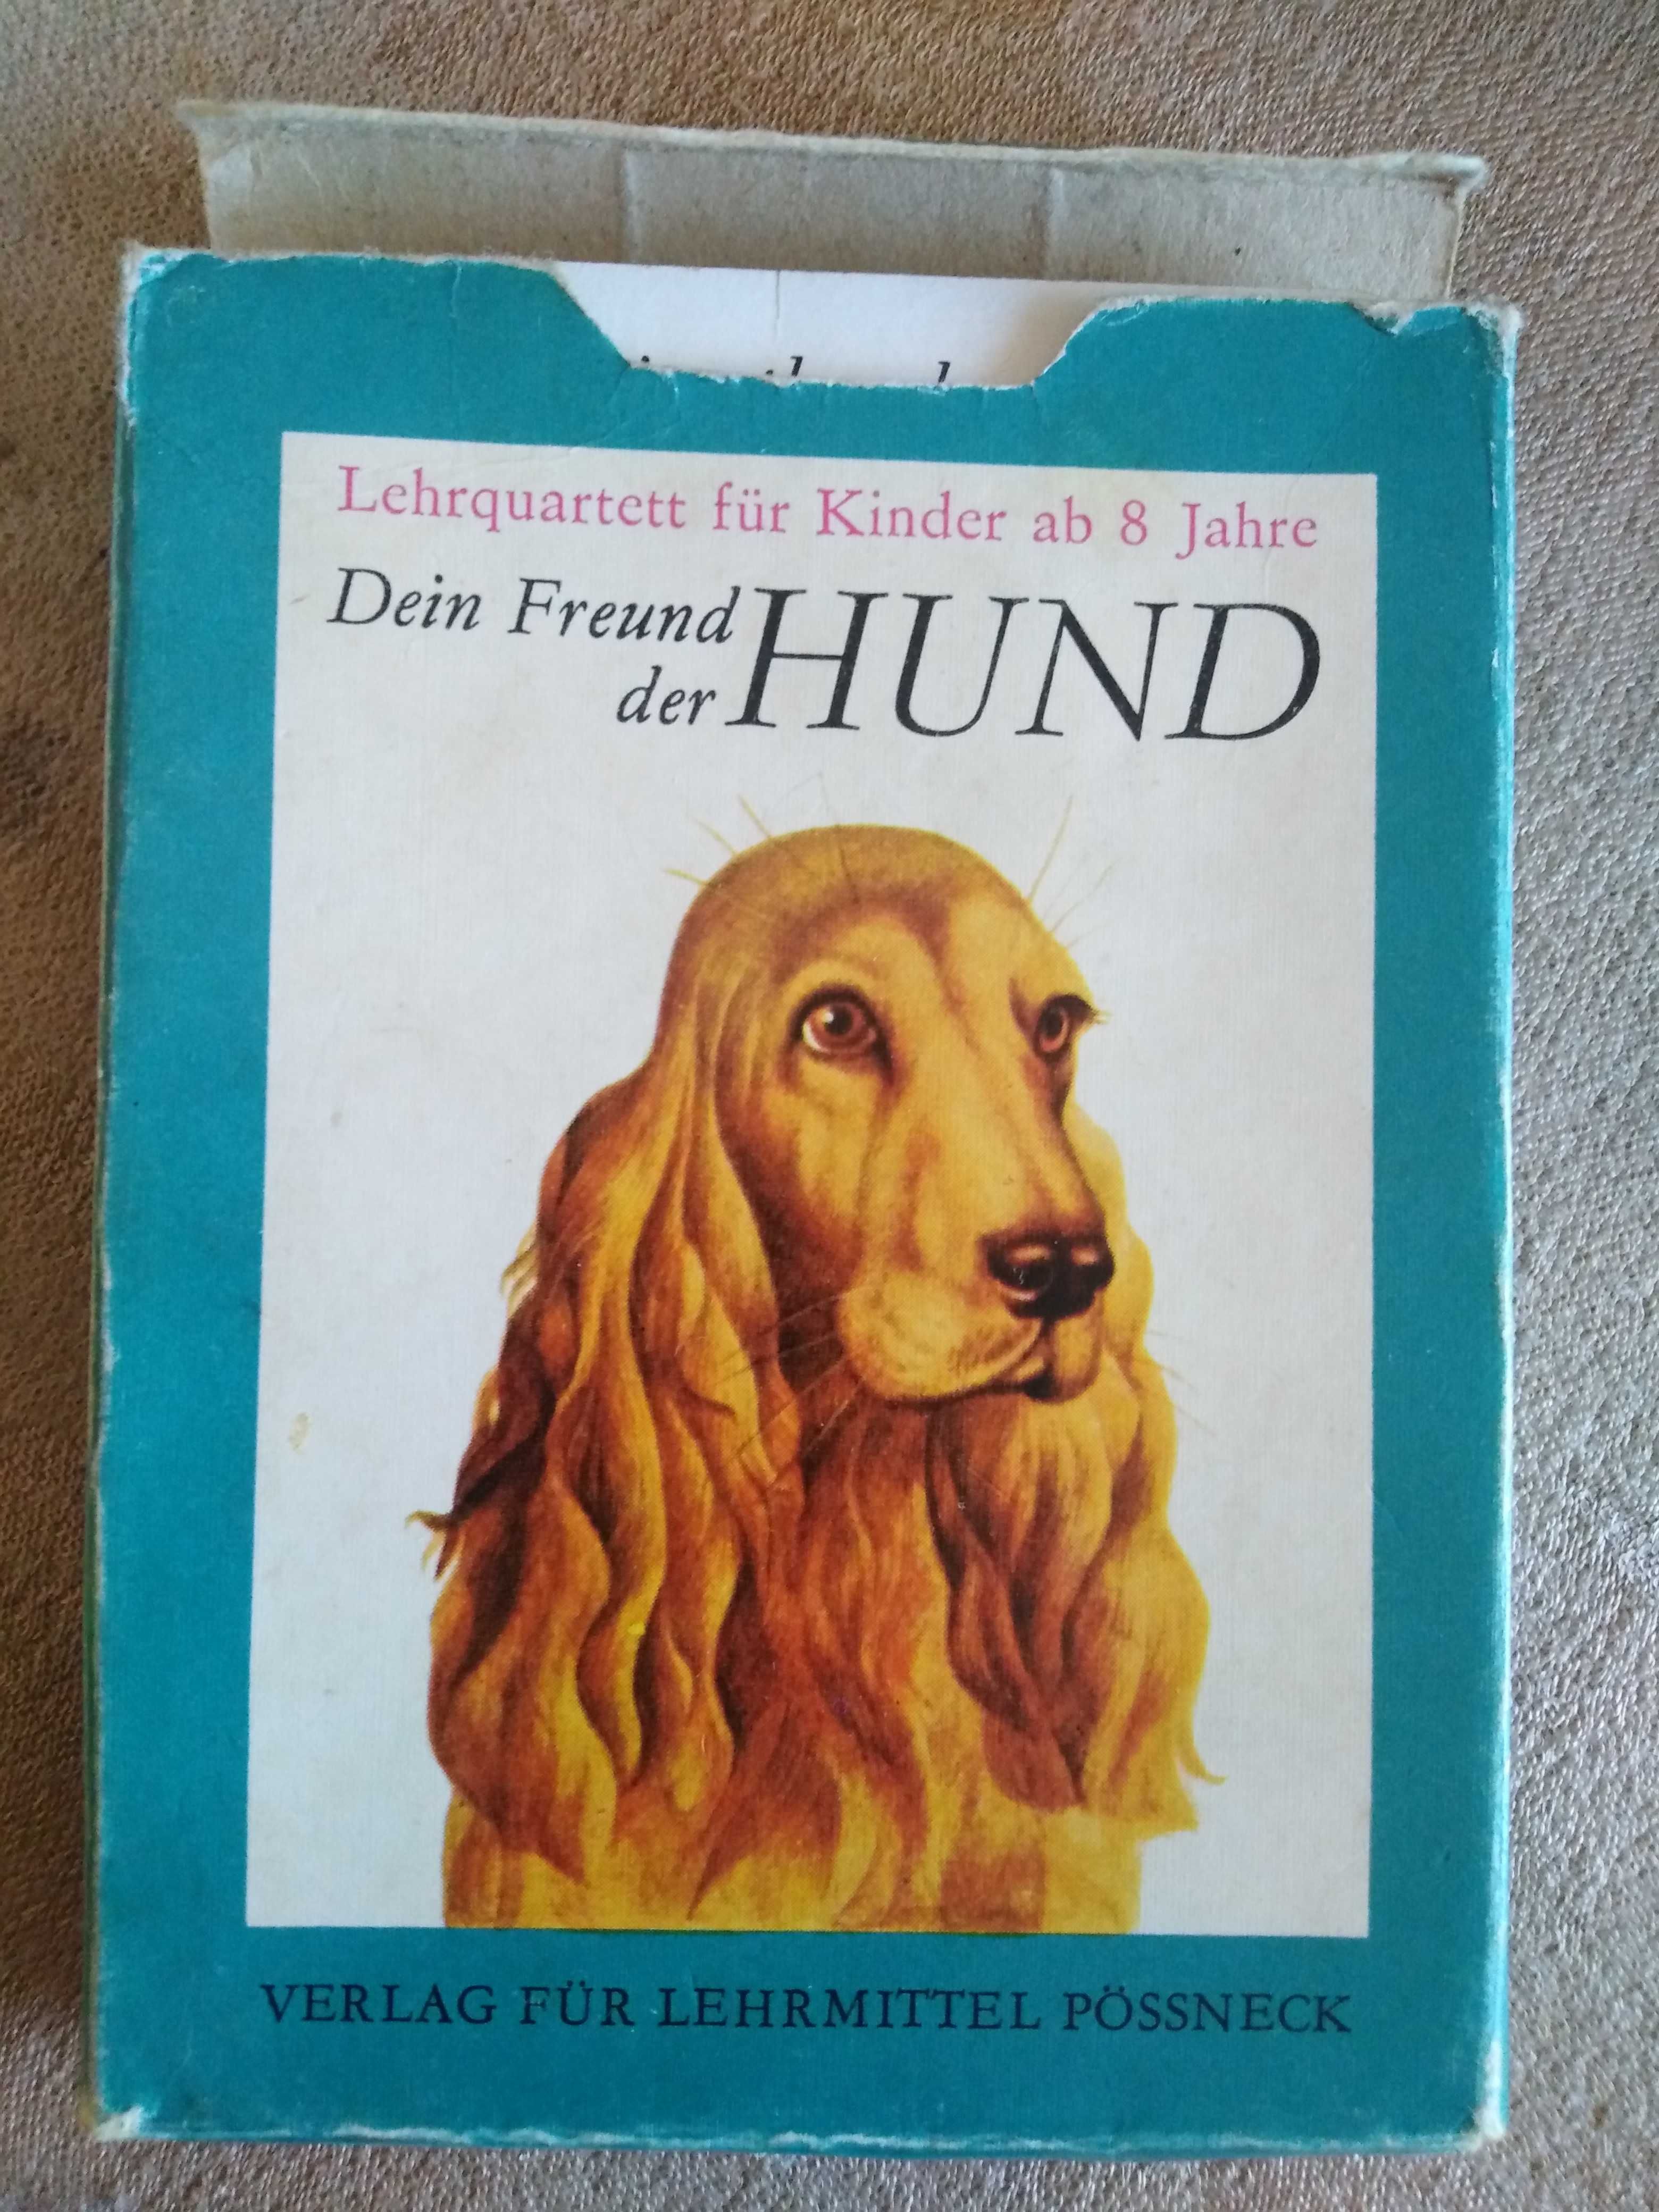 Lehrquartett für Kinder ab 8 Jahre
Dein Freund
der HUND
VERLAG FÜR LEHRMITTEL PÖSSNECK